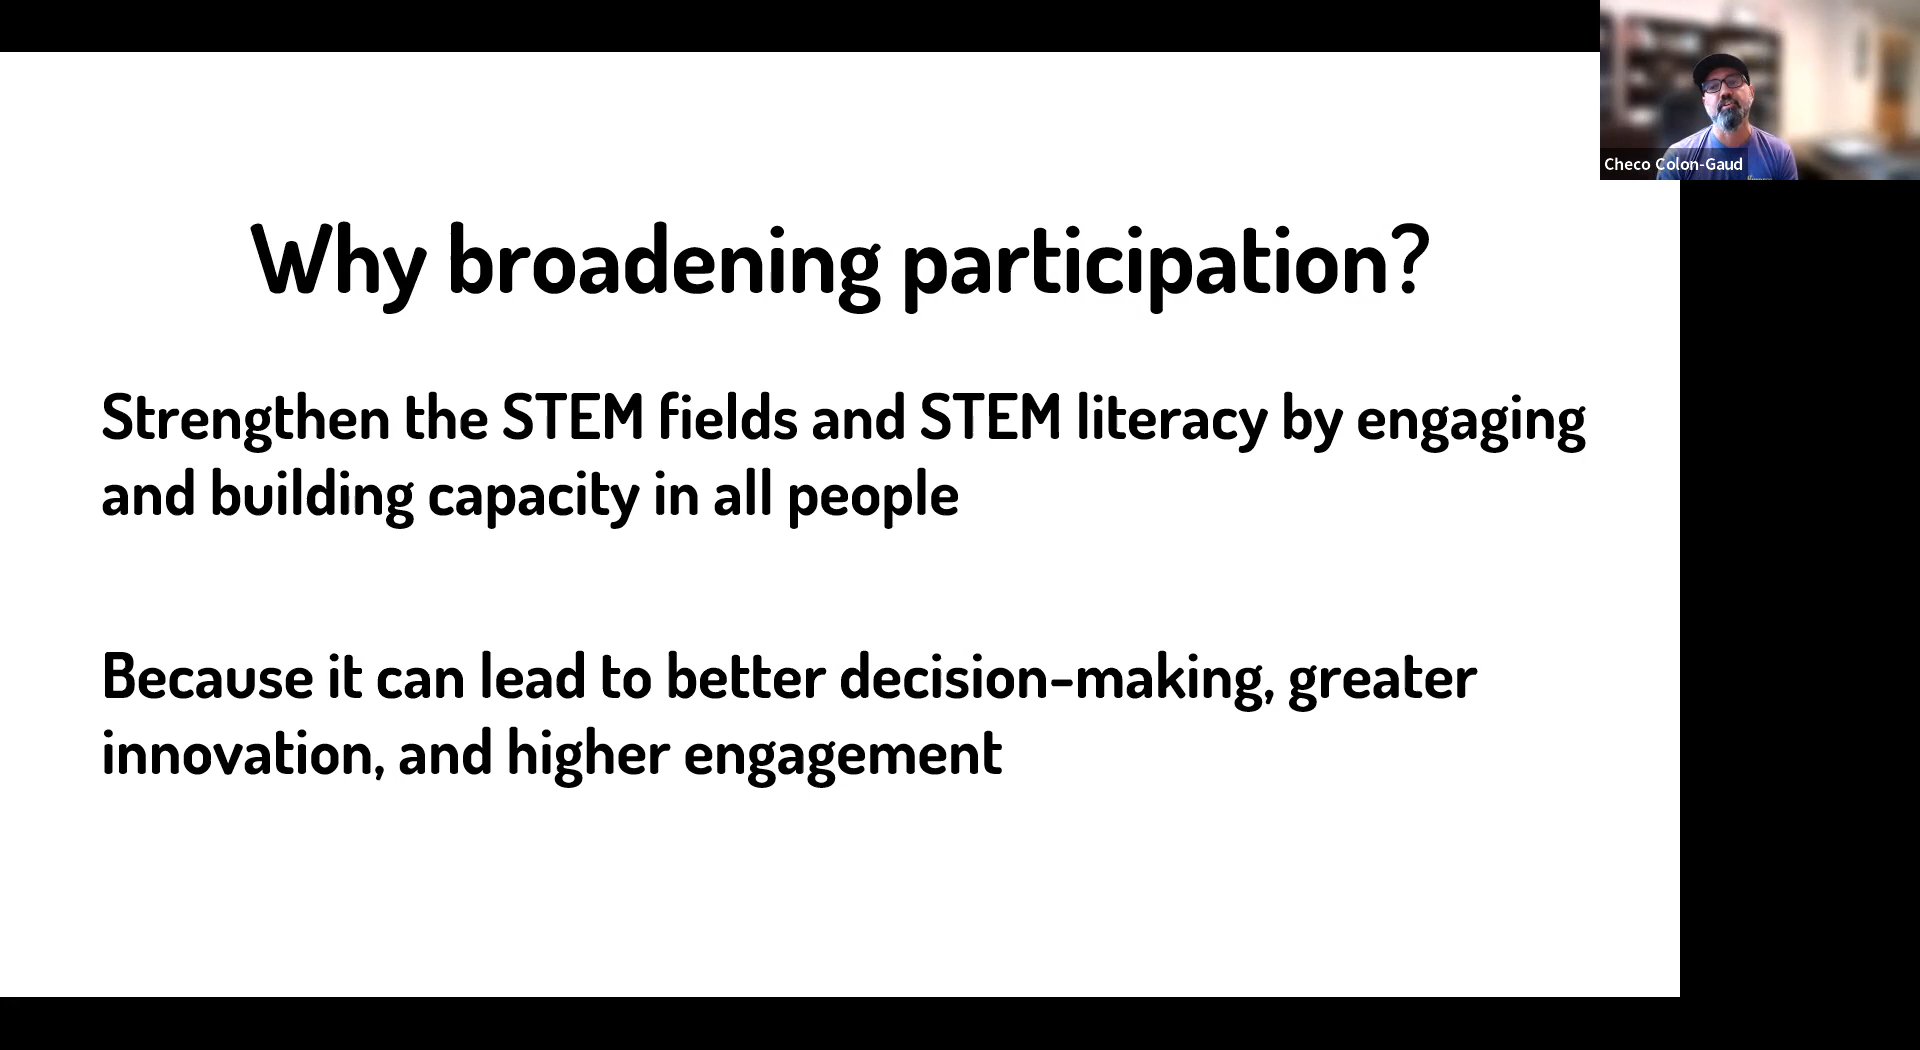 Why broadening participation?
Strengthen the STEM fields and STEM literacy by engaging
and building capacity in all people
Because it can lead to better decision-making, greater
innovation, and higher engagement
Checo Colon-Gaud